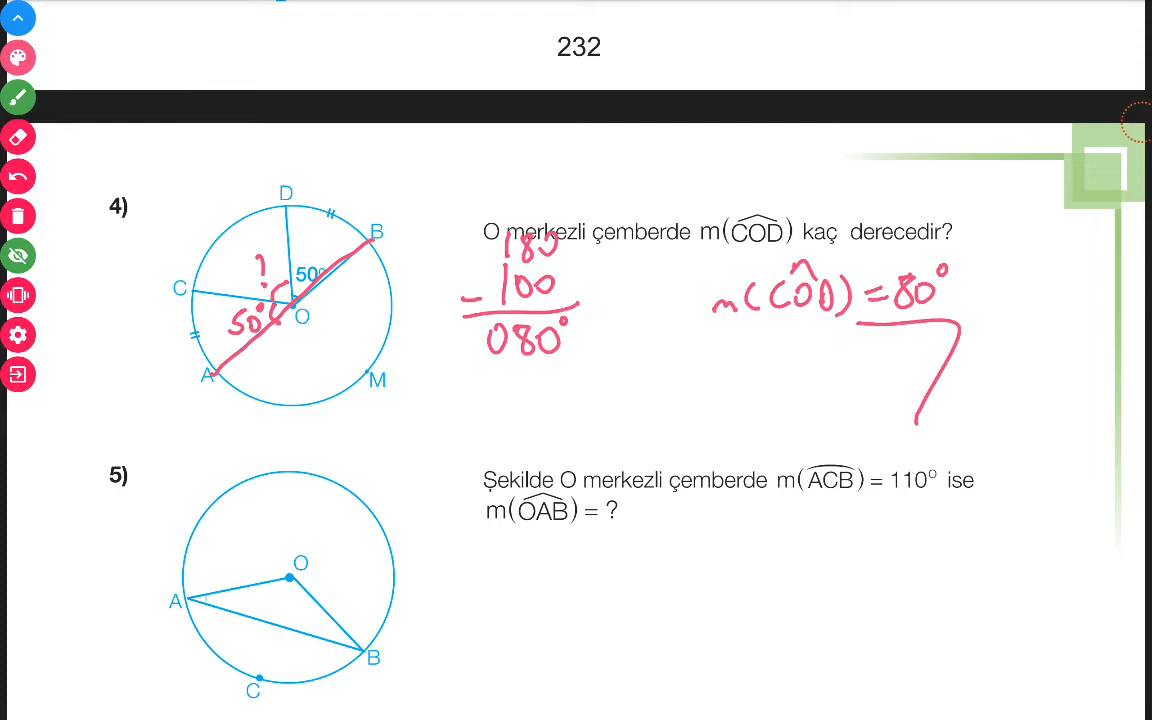 232
4)
D
B
C
50°
O
A
M
?
50°
O merkezli çemberde m(COD) kaç derecedir?
180
- 100
080°
m(COD) = 80°
5)
O
A
B
C
Şekilde O merkezli çemberde m(ACB) = 110° ise
m(OAB) = ?